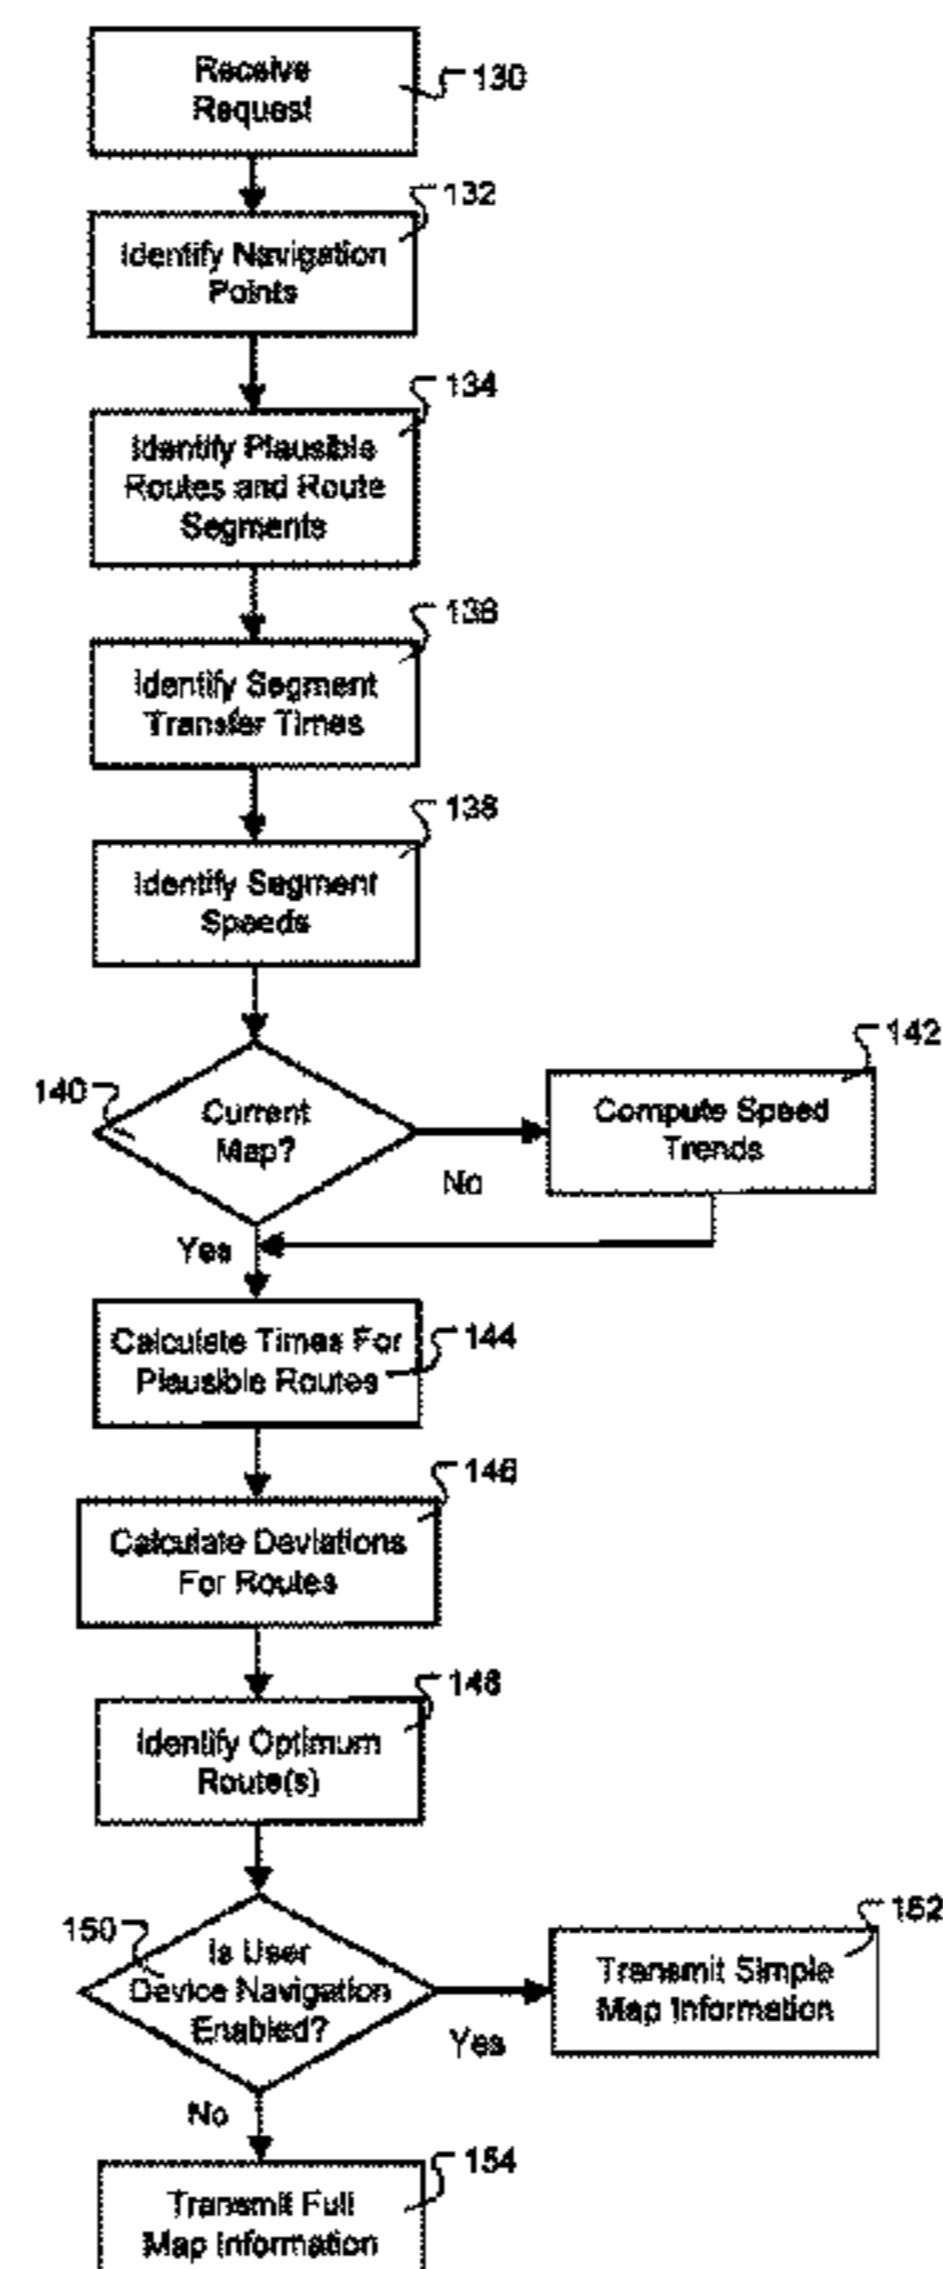 Receive
Request
130
132
Identify Navigation
Points
134
Identify Plausible
Routes and Route
Segments
136
Identify Segment
Transfer Times
138
Identify Segment
Speeds
140
Current
Map?
142
Compute Speed
Trends
No
Yes
Calculate Times For
Plausible Routes
144
146
Calculate Deviations
For Routes
148
Identify Optimum
Route(s)
150
Is User
Device Navigation
Enabled?
152
Transmit Simple
Map Information
Yes
No
154
Transmit Full
Map Information